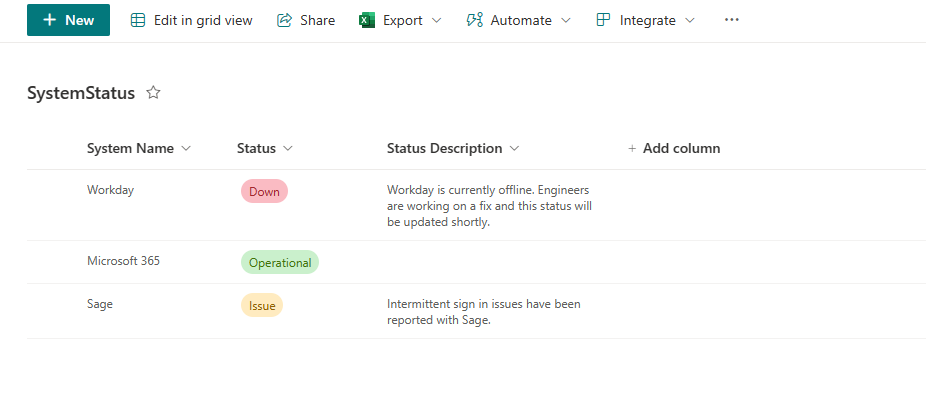 + New Edit in grid view Share Export Automate Integrate ...
SystemStatus
System Name Status Status Description + Add column
Workday Down Workday is currently offline. Engineers
are working on a fix and this status will
be updated shortly.
Microsoft 365 Operational
Sage Issue Intermittent sign in issues have been
reported with Sage.